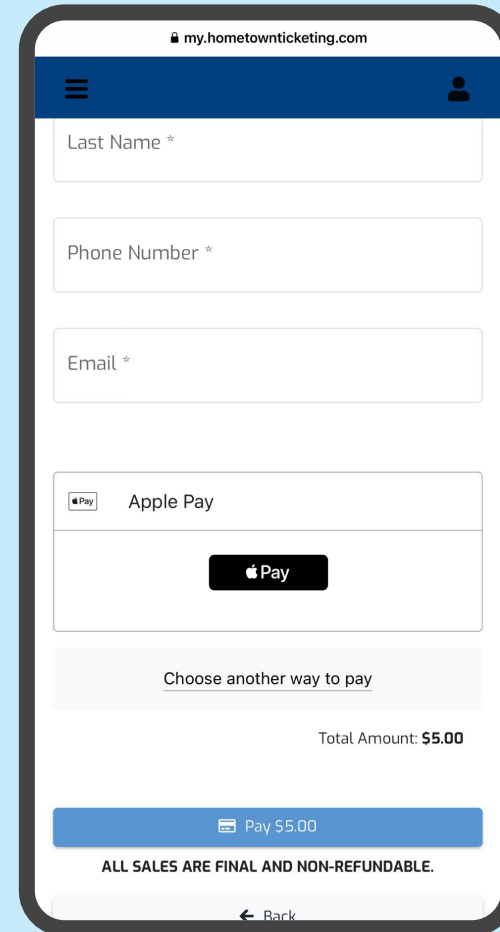 my.hometownticketing.com
Last Name *
Phone Number *
Email *
Pay Apple Pay
Pay
Choose another way to pay
Total Amount: $5.00
Pay $5.00
ALL SALES ARE FINAL AND NON-REFUNDABLE.
Back